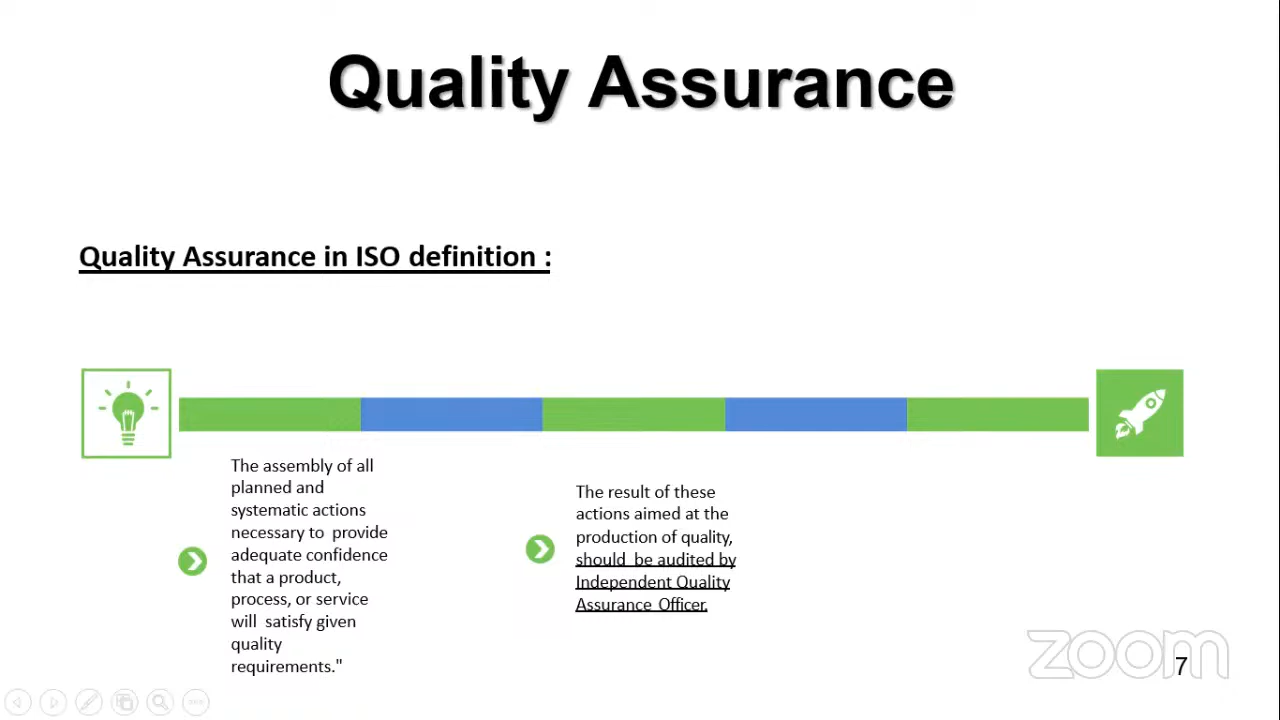 Quality Assurance
Quality Assurance in ISO definition :
The assembly of all
planned and
systematic actions
necessary to provide
adequate confidence
that a product,
process, or service
will satisfy given
quality
requirements."
The result of these
actions aimed at the
production of quality,
should be audited by
Independent Quality
Assurance Officer.
zoom
7